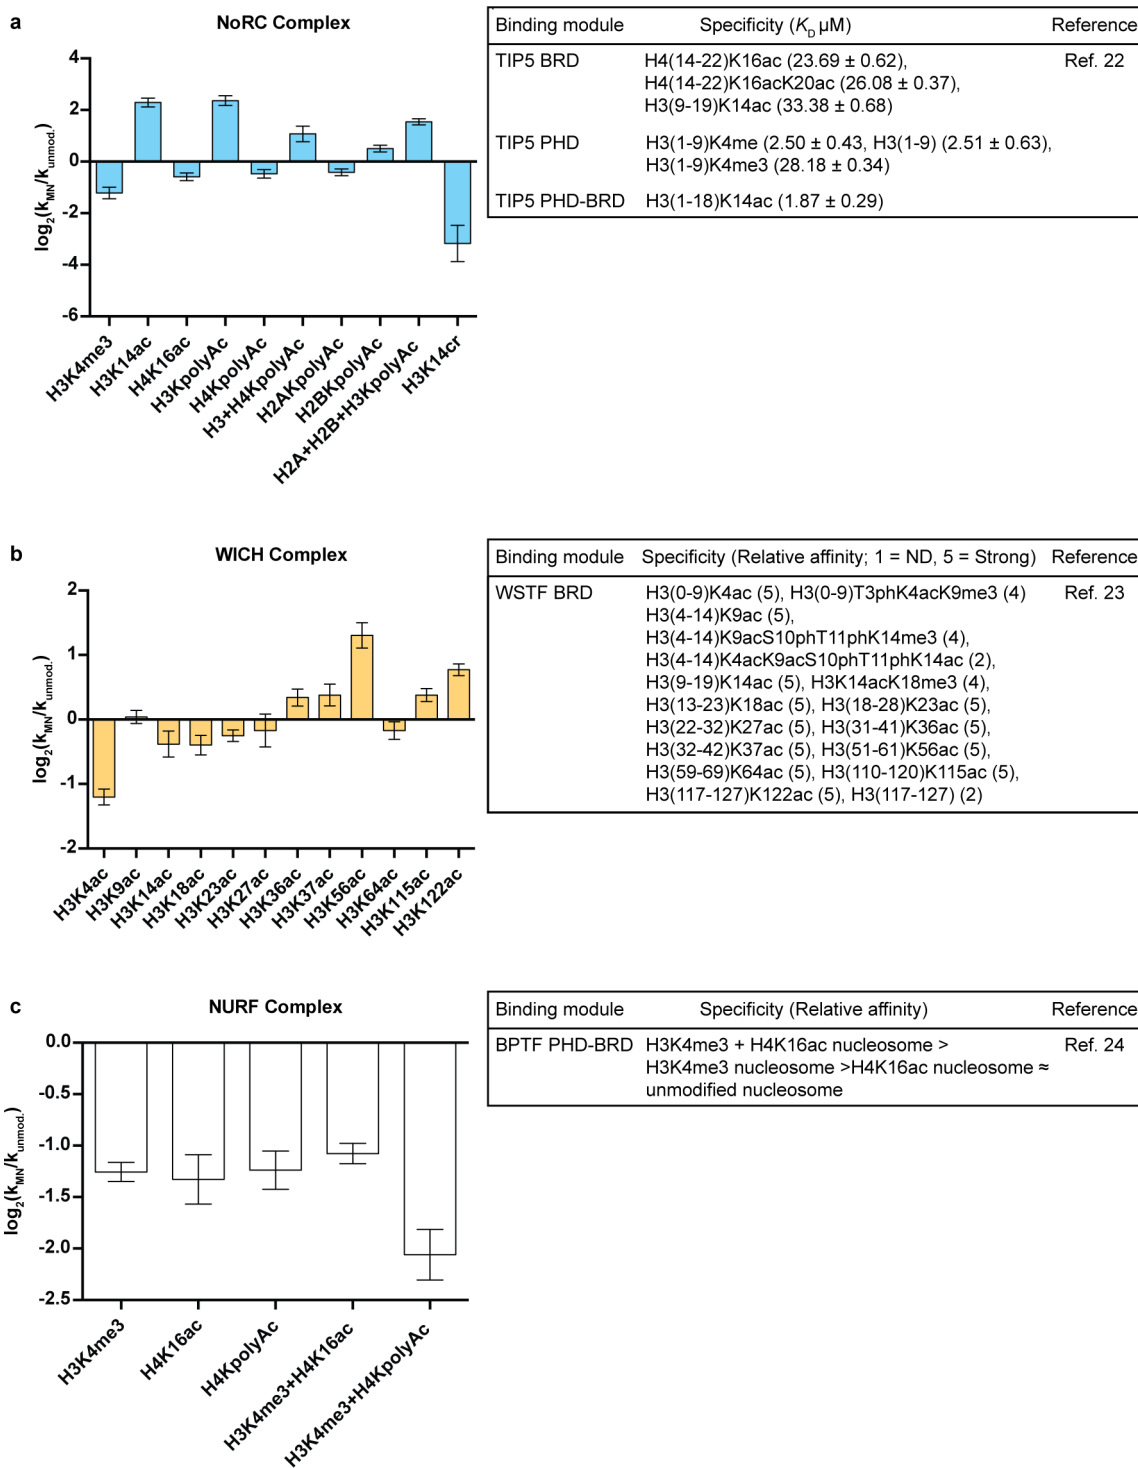 a
NoRC Complex
4
2
0
-2
-4
-6
log2(kMN/kunmod.)
H3K4me3
H3K14ac
H4K16ac
H3KpolyAc
H4KpolyAc
H3+H4KpolyAc
H2AKpolyAc
H2BKpolyAc
H2A+H2B+H3KpolyAc
H3K14cr
Binding module Specificity (KD µM) Reference
TIP5 BRD H4(14-22)K16ac (23.69 ± 0.62), Ref. 22
H4(14-22)K16acK20ac (26.08 ± 0.37),
H3(9-19)K14ac (33.38 ± 0.68)
TIP5 PHD H3(1-9)K4me (2.50 ± 0.43, H3(1-9) (2.51 ± 0.63),
H3(1-9)K4me3 (28.18 ± 0.34)
TIP5 PHD-BRD H3(1-18)K14ac (1.87 ± 0.29)
b
WICH Complex
2
1
0
-1
-2
log2(kMN/kunmod.)
H3K4ac
H3K9ac
H3K14ac
H3K18ac
H3K23ac
H3K27ac
H3K36ac
H3K37ac
H3K56ac
H3K64ac
H3K115ac
H3K122ac
Binding module Specificity (Relative affinity; 1 = ND, 5 = Strong) Reference
WSTF BRD H3(0-9)K4ac (5), H3(0-9)T3phK4acK9me3 (4) Ref. 23
H3(4-14)K9ac (5),
H3(4-14)K9acS10phT11phK14me3 (4),
H3(4-14)K4acK9acS10phT11phK14ac (2),
H3(9-19)K14ac (5), H3K14acK18me3 (4),
H3(13-23)K18ac (5), H3(18-28)K23ac (5),
H3(22-32)K27ac (5), H3(31-41)K36ac (5),
H3(32-42)K37ac (5), H3(51-61)K56ac (5),
H3(59-69)K64ac (5), H3(110-120)K115ac (5),
H3(117-127)K122ac (5), H3(117-127) (2)
c
NURF Complex
0.0
-0.5
-1.0
-1.5
-2.0
-2.5
log2(kMN/kunmod.)
H3K4me3
H4K16ac
H4KpolyAc
H3K4me3+H4K16ac
H3K4me3+H4KpolyAc
Binding module Specificity (Relative affinity) Reference
BPTF PHD-BRD H3K4me3 + H4K16ac nucleosome > Ref. 24
H3K4me3 nucleosome >H4K16ac nucleosome ≈
unmodified nucleosome